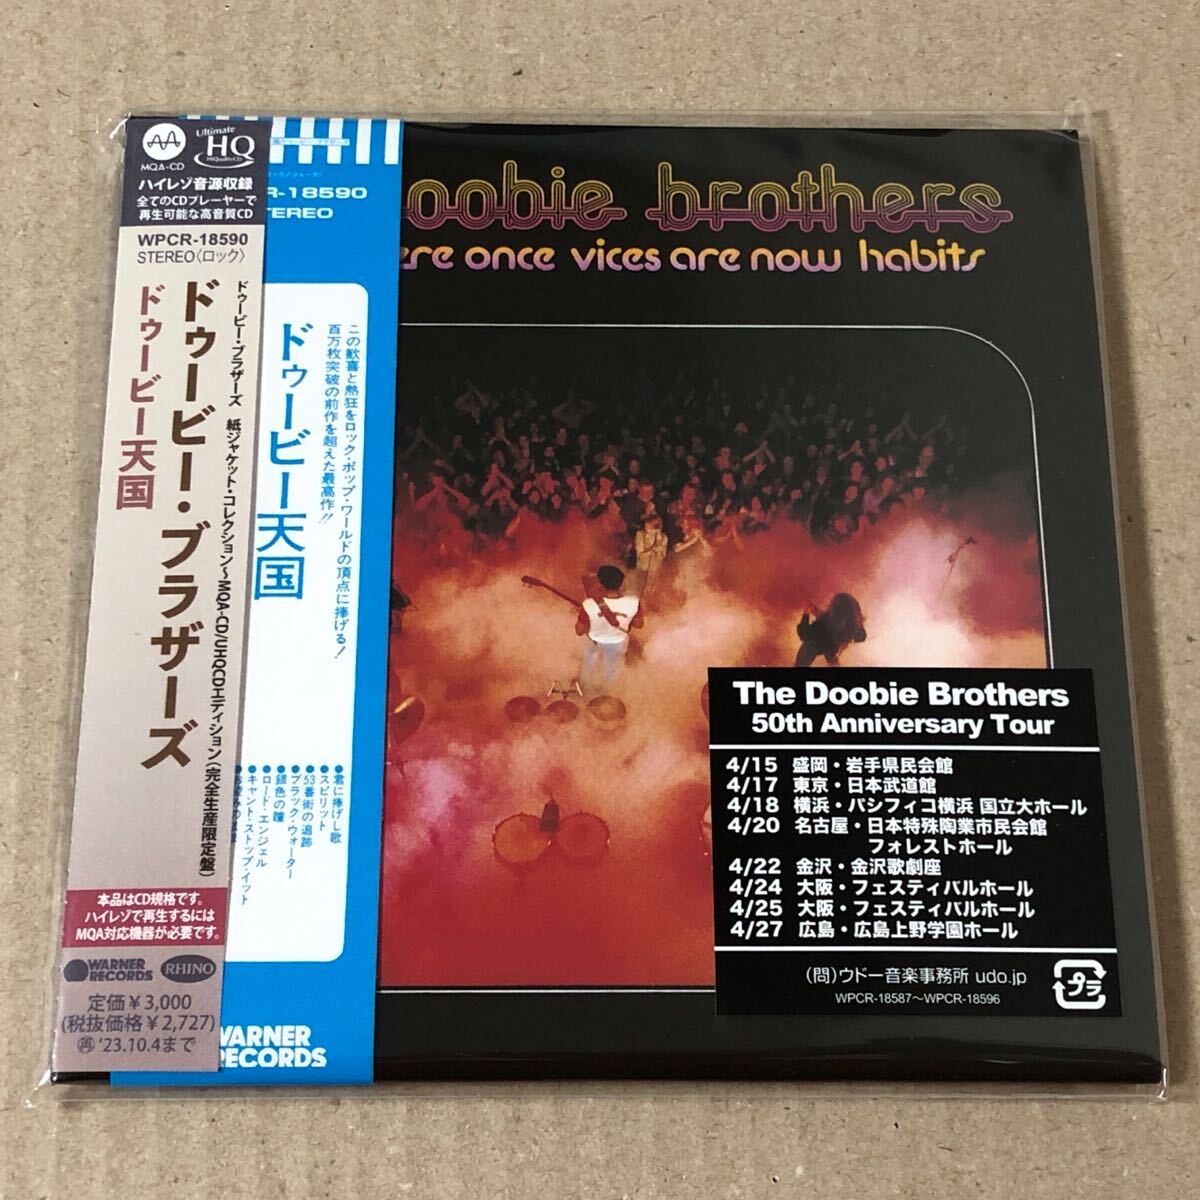 MQA-CD
Ultimate
HQ
HiQualityCD
ハイレゾ音源収録
全てのCDプレーヤーで
再生可能な高音質CD
WPCR-18590
STEREO〈ロック〉
ドゥービー・ブラザーズ 紙ジャケット・コレクション～MQA-CD/UHQCDエディション(完全生産限定盤)
ドゥービー・ブラザーズ
ドゥービー天国
本品はCD規格です。
ハイレゾで再生するには
MQA対応機器が必要です。
WARNER
RECORDS
RHINO
定価￥3,000
(税抜価格￥2,727)
㋚ '23.10.4まで
R-18590
TEREO
この歓喜と熱狂をロック・ポップ・ワールドの頂点に捧げる!
百万枚突破の前作を超えた最高作!!
ドゥービー天国
●君に捧げし歌
●スピリット
●53番街の追跡
●ブラック・ウォーター
●銀色の瞳
●ロード・エンジェル
●キャント・ストップ・イット
WARNER
RECORDS
doobie brothers
once vices are now habits
The Doobie Brothers
50th Anniversary Tour
4/15 盛岡・岩手県民会館
4/17 東京・日本武道館
4/18 横浜・パシフィコ横浜 国立大ホール
4/20 名古屋・日本特殊陶業市民会館
フォレストホール
4/22 金沢・金沢歌劇座
4/24 大阪・フェスティバルホール
4/25 大阪・フェスティバルホール
4/27 広島・広島上野学園ホール
(問)ウドー音楽事務所 udo.jp
WPCR-18587～WPCR-18596
プラ